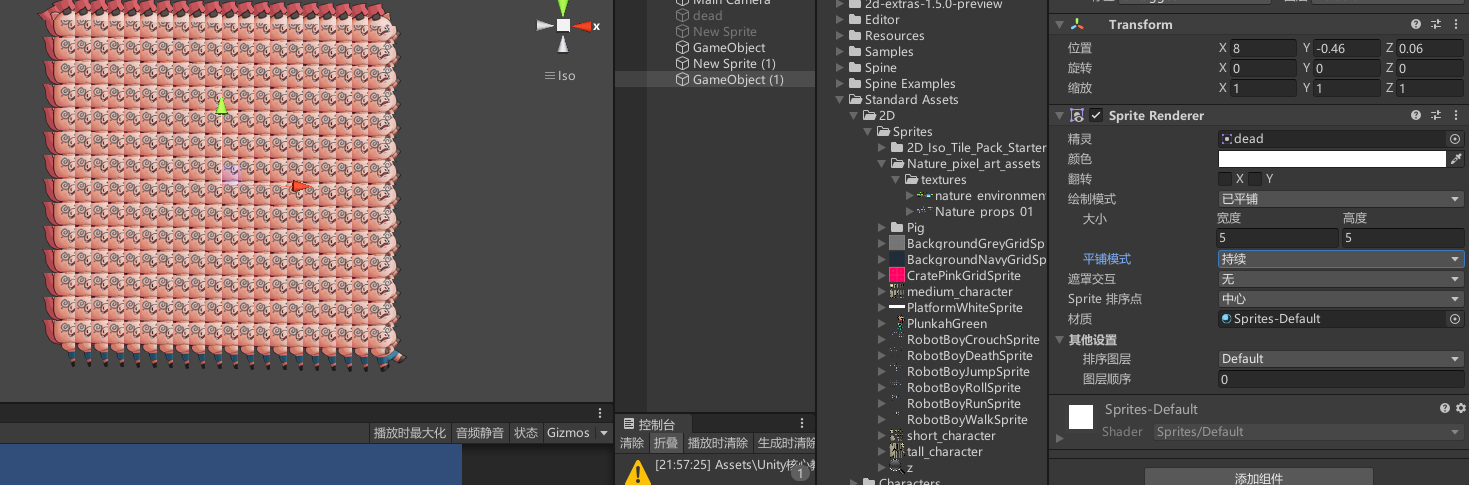 x
Iso
播放时最大化 音频静音 状态 Gizmos
Main Camera
dead
New Sprite
GameObject
New Sprite (1)
GameObject (1)
控制台
清除 折叠 播放时清除 生成时清除
[21:57:25] Assets\Unity核心
1
2d-extras-1.5.0-preview
Editor
Resources
Samples
Spine
Spine Examples
Standard Assets
2D
Sprites
2D_Iso_Tile_Pack_Starter
Nature_pixel_art_assets
textures
nature environmen
Nature props 01
Pig
BackgroundGreyGridSp
BackgroundNavyGridSp
CratePinkGridSprite
medium_character
PlatformWhiteSprite
PlunkahGreen
RobotBoyCrouchSprite
RobotBoyDeathSprite
RobotBoyJumpSprite
RobotBoyRollSprite
RobotBoyRunSprite
RobotBoyWalkSprite
short_character
tall_character
z
Characters
Transform
位置 X 8 Y -0.46 Z 0.06
旋转 X 0 Y 0 Z 0
缩放 X 1 Y 1 Z 1
Sprite Renderer
精灵 dead
颜色
翻转 X Y
绘制模式 已平铺
大小 宽度 高度
5 5
平铺模式 持续
遮罩交互 无
Sprite 排序点 中心
材质 Sprites-Default
其他设置
排序图层 Default
图层顺序 0
Sprites-Default
Shader Sprites/Default
添加组件